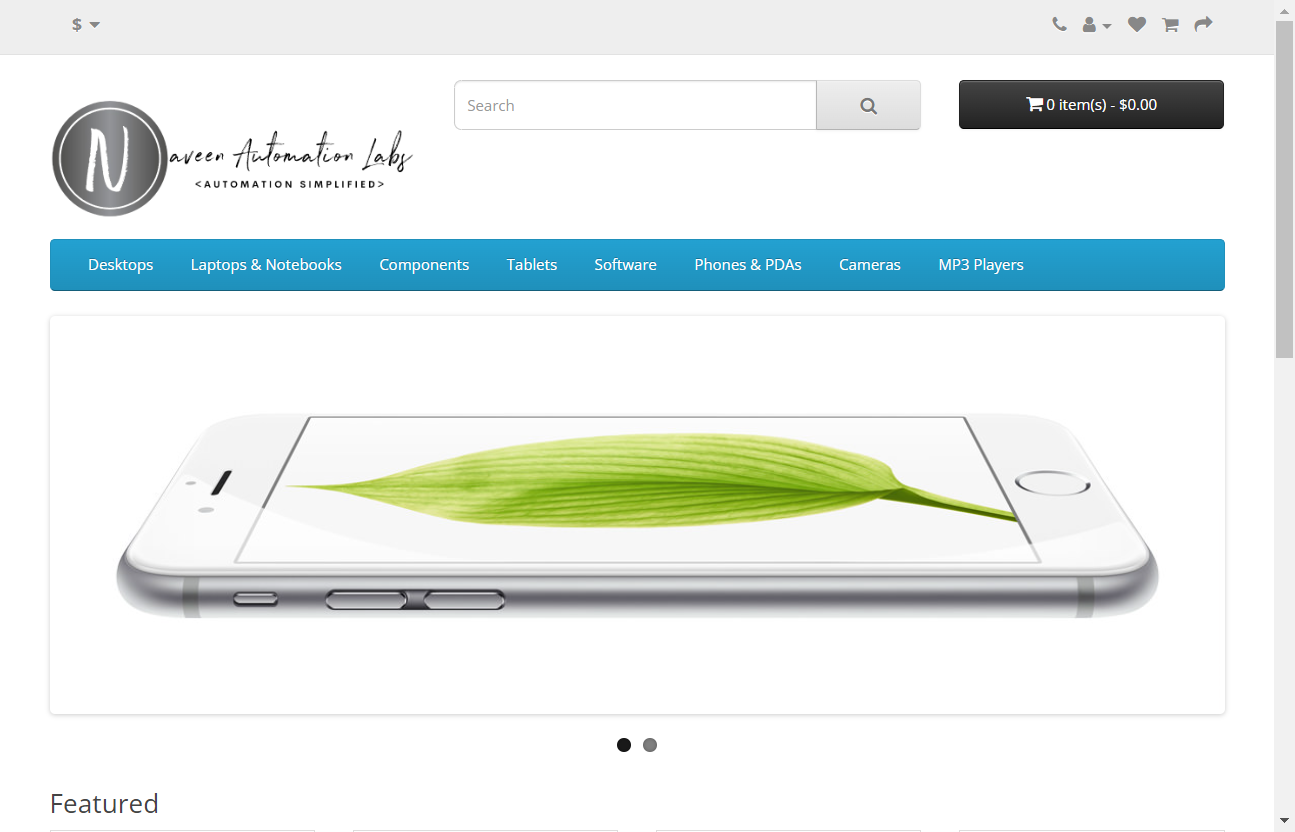 $
Search
0 item(s) - $0.00
N
aveen Automation Labs
<AUTOMATION SIMPLIFIED>
Desktops
Laptops & Notebooks
Components
Tablets
Software
Phones & PDAs
Cameras
MP3 Players
Featured